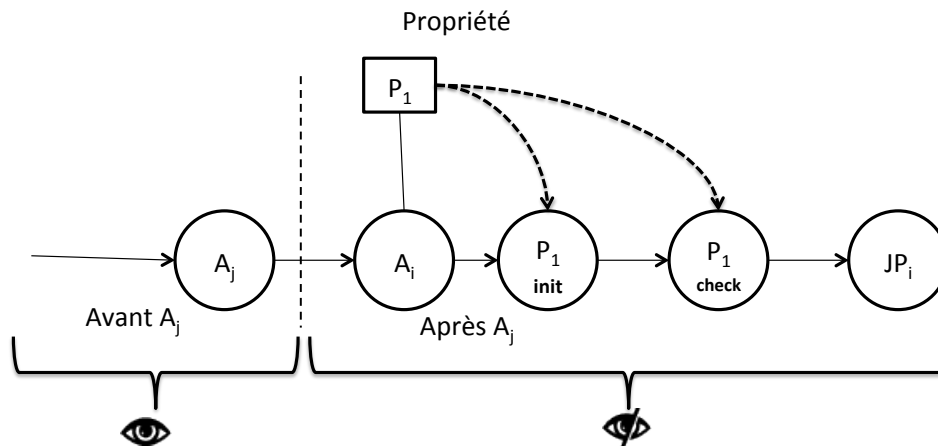 Propriété
P₁
Aⱼ
Aᵢ
P₁
init
P₁
check
JPᵢ
Avant Aⱼ
Après Aⱼ